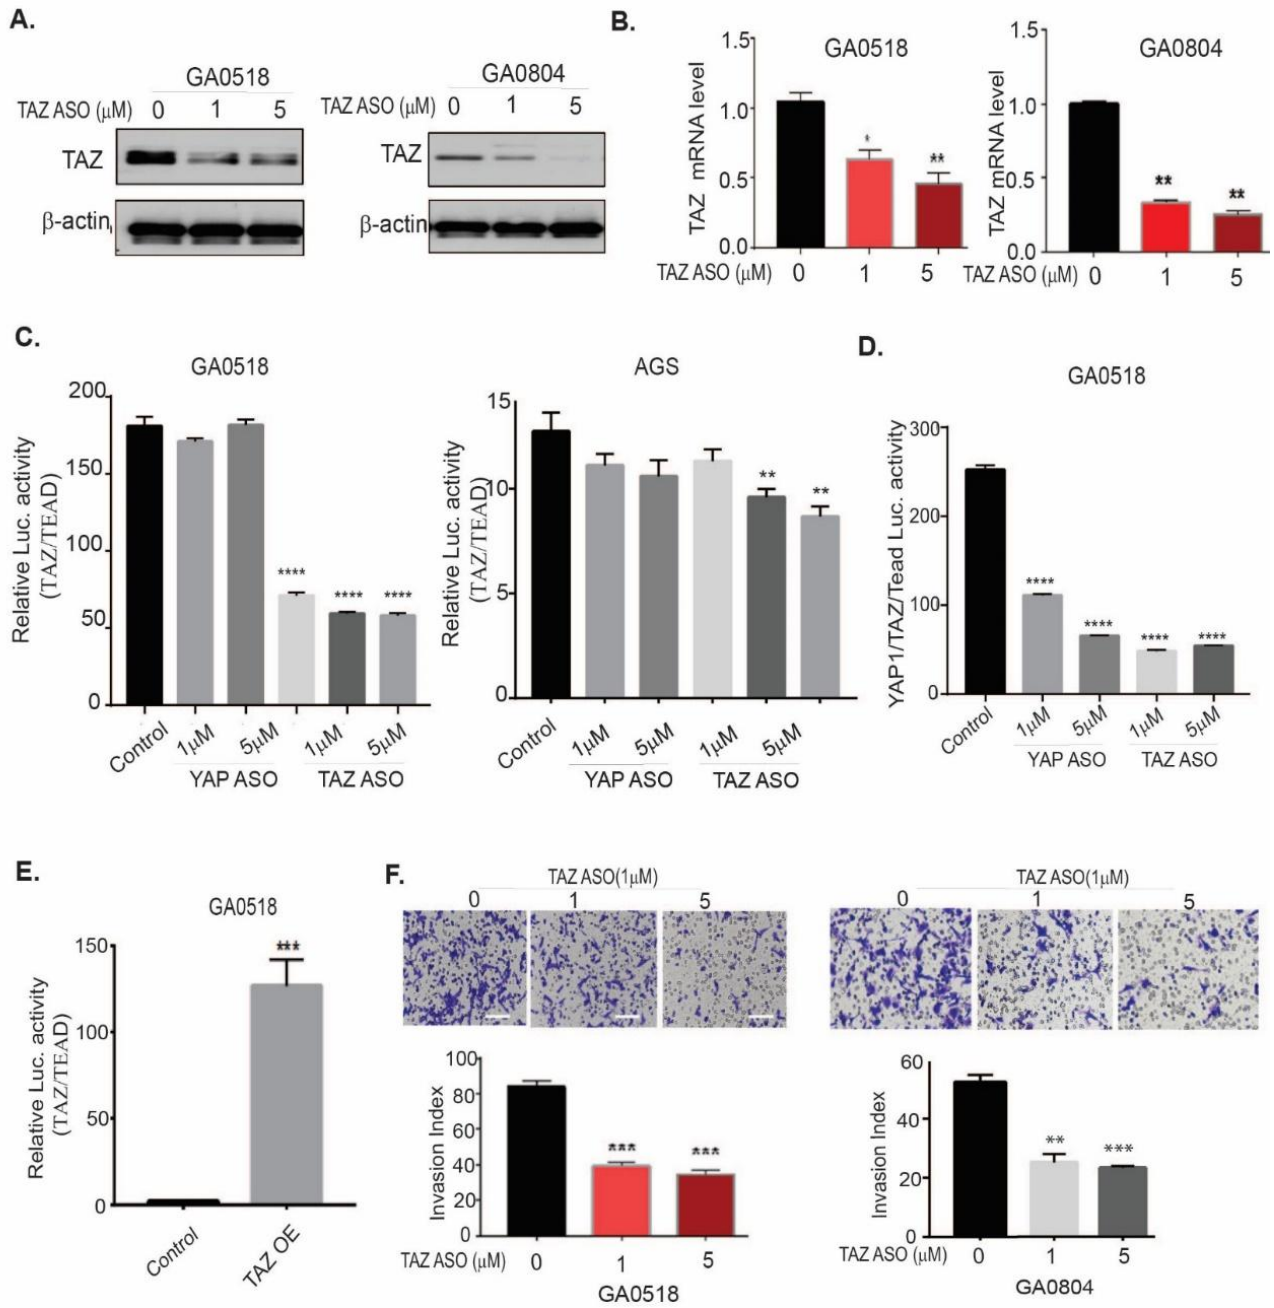 A.
GA0518
TAZ ASO (μM) 0 1 5
TAZ
β-actin
GA0804
TAZ ASO (μM) 0 1 5
TAZ
β-actin
B.
GA0518
TAZ mRNA level
1.5
1.0
0.5
0.0
*
**
TAZ ASO (μM) 0 1 5
GA0804
TAZ mRNA level
1.5
1.0
0.5
0.0
**
**
TAZ ASO (μM) 0 1 5
C.
GA0518
Relative Luc. activity
(TAZ/TEAD)
200
150
100
50
0
****
****
****
Control
1μM
5μM
1μM
5μM
YAP ASO
TAZ ASO
AGS
Relative Luc. activity
(TAZ/TEAD)
15
10
5
0
**
**
Control
1μM
5μM
1μM
5μM
YAP ASO
TAZ ASO
D.
GA0518
YAP1/TAZ/Tead Luc. activity
300
200
100
0
****
****
****
****
Control
1μM
5μM
1μM
5μM
YAP ASO
TAZ ASO
E.
GA0518
Relative Luc. activity
(TAZ/TEAD)
150
100
50
0
***
Control
TAZ OE
F.
TAZ ASO(1μM)
0 1 5
Invasion Index
100
80
60
40
20
0
***
***
TAZ ASO (μM) 0 1 5
GA0518
TAZ ASO(1μM)
0 1 5
Invasion Index
60
40
20
0
**
***
TAZ ASO (μM) 0 1 5
GA0804